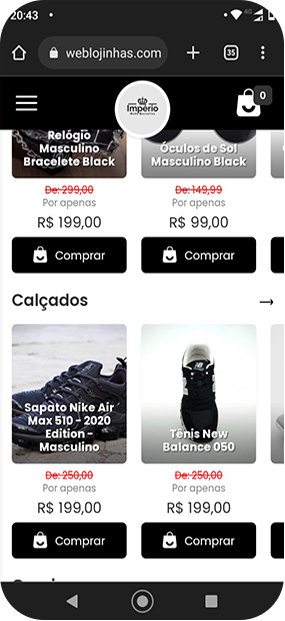 20:43
4G
weblojinhas.com
35
Império
0
Relógio
Masculino
Bracelete Black
Óculos de Sol
Masculino Black
De: 299,00
De: 149,99
Por apenas
Por apenas
R$ 199,00
R$ 99,00
Comprar
Comprar
Calçados →
Sapato Nike Air
Max 510 - 2020
Edition -
Masculino
Tênis New
Balance 050
De: 250,00
De: 250,00
Por apenas
Por apenas
R$ 199,00
R$ 199,00
Comprar
Comprar